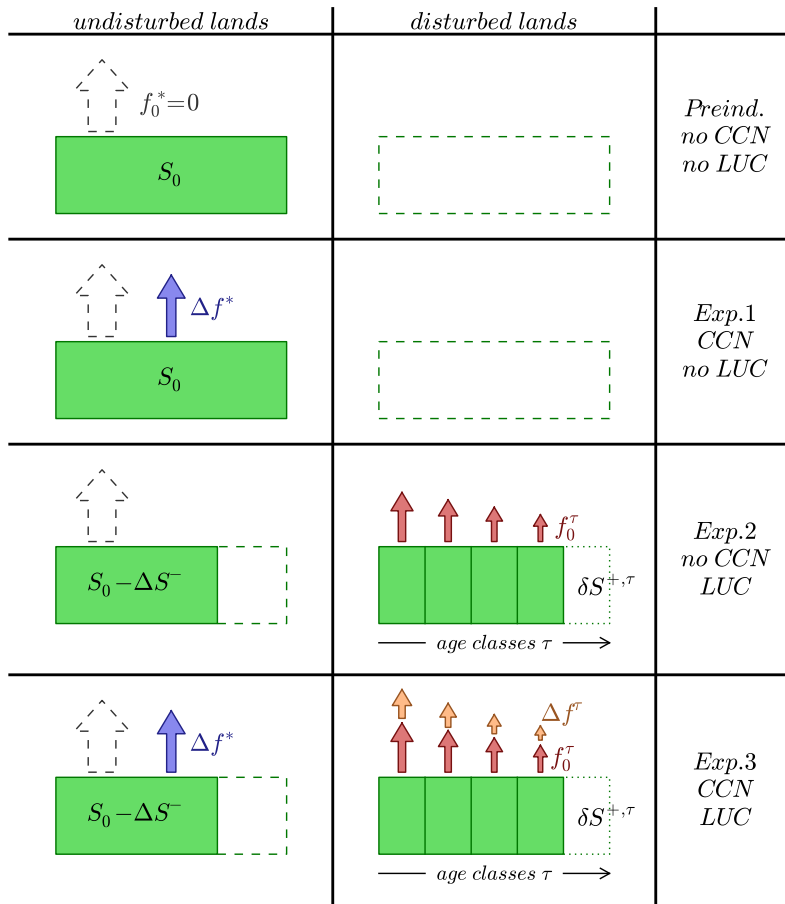 undisturbed lands
disturbed lands
f₀*=0
S₀
Preind.
no CCN
no LUC
Δf*
S₀
Exp.1
CCN
no LUC
S₀−ΔS⁻
f₀^τ
δS^{+,τ}
age classes τ
Exp.2
no CCN
LUC
Δf*
S₀−ΔS⁻
Δf^τ
f₀^τ
δS^{+,τ}
age classes τ
Exp.3
CCN
LUC